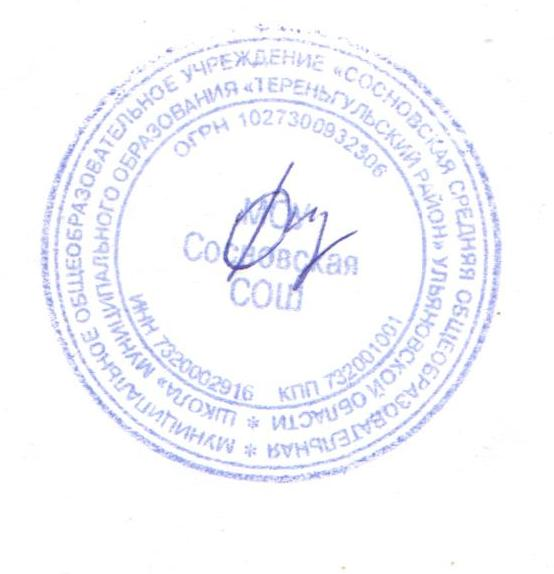 МУНИЦИПАЛЬНОЕ ОБЩЕОБРАЗОВАТЕЛЬНОЕ УЧРЕЖДЕНИЕ «СОСНОВСКАЯ СРЕДНЯЯ ОБЩЕОБРАЗОВАТЕЛЬНАЯ *
ШКОЛА» МУНИЦИПАЛЬНОГО ОБРАЗОВАНИЯ «ТЕРЕНЬГУЛЬСКИЙ РАЙОН» УЛЬЯНОВСКОЙ ОБЛАСТИ *
ОГРН 1027300932306
МОУ
Сосновская
СОШ
ИНН 7320002916 КПП 732001001